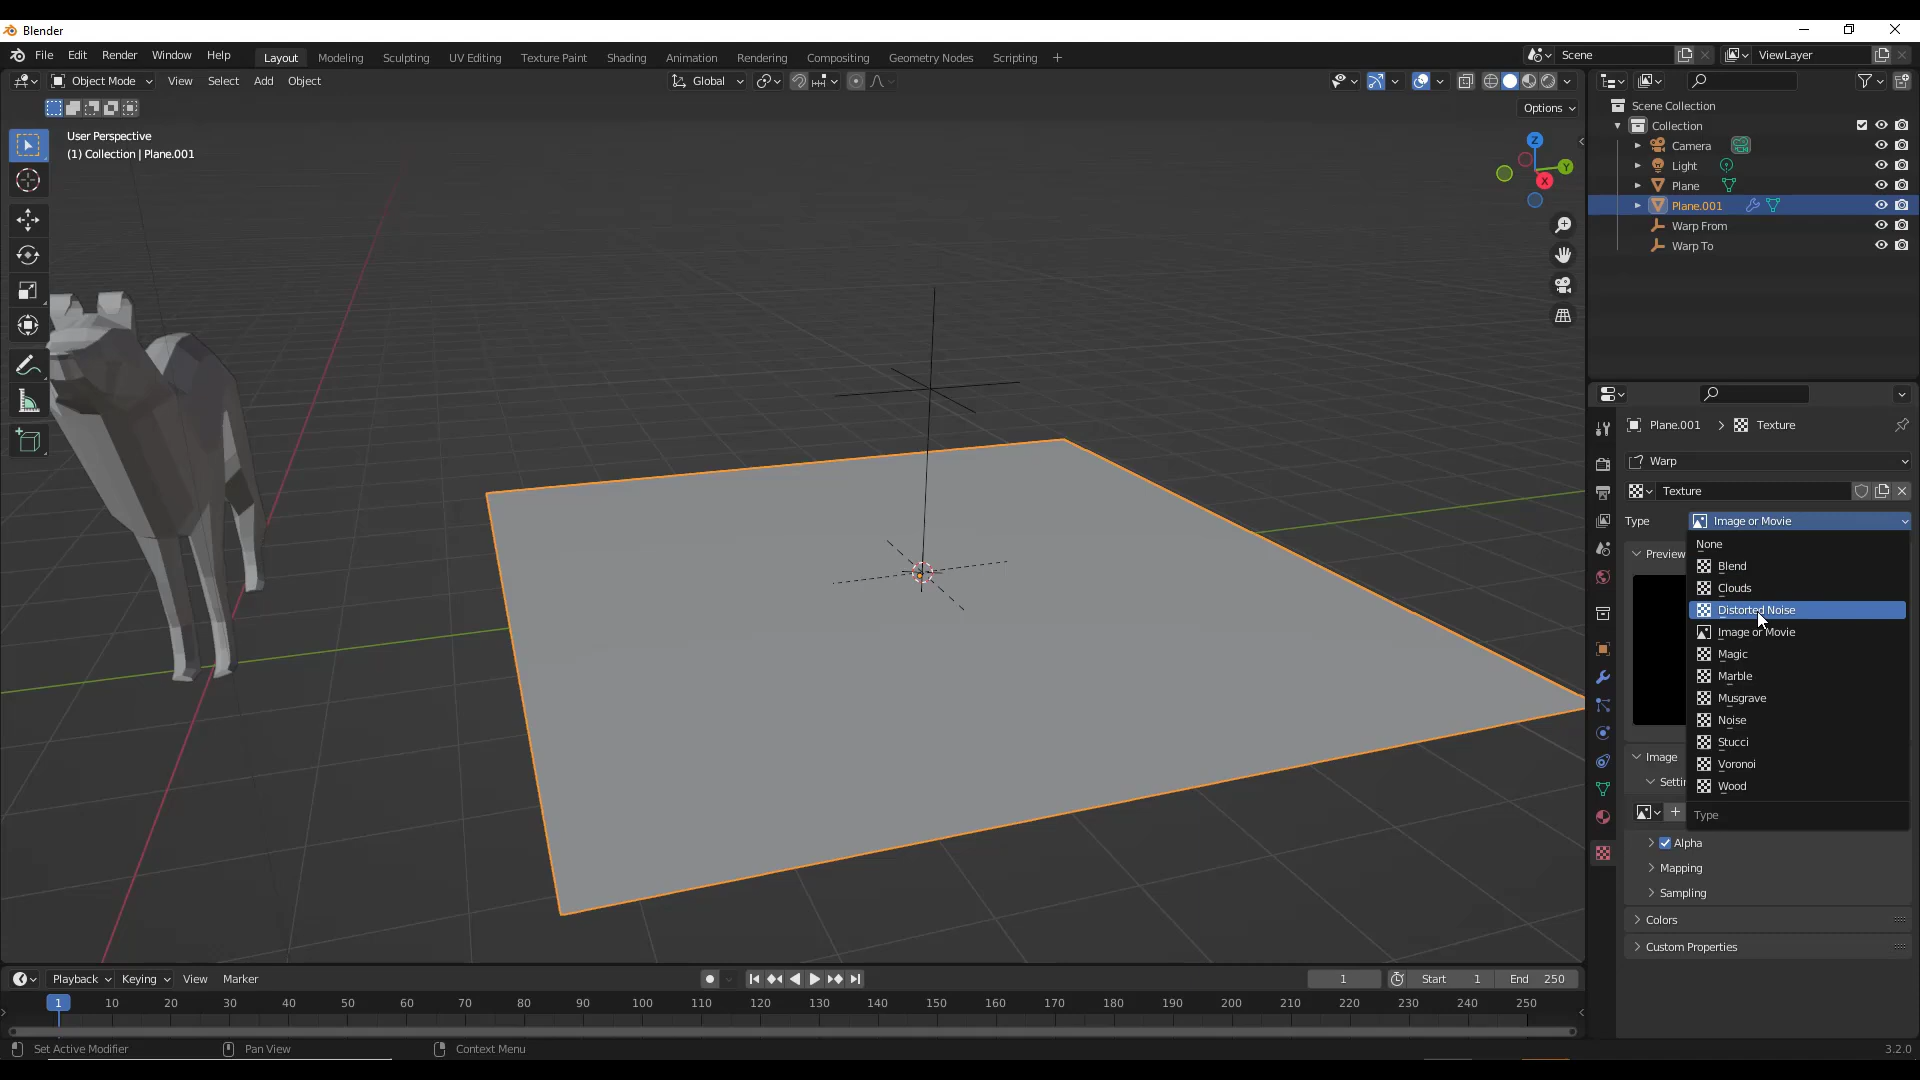 Blender
File Edit Render Window Help Layout Modeling Sculpting UV Editing Texture Paint Shading Animation Rendering Compositing Geometry Nodes Scripting + Scene ViewLayer
Object Mode View Select Add Object Global
Options
User Perspective
(1) Collection | Plane.001
Z
Y
X
Scene Collection
Collection
Camera
Light
Plane
Plane.001
Warp From
Warp To
Plane.001 > Texture
Warp
Texture
Type Image or Movie
None
Preview
Blend
Clouds
Distorted Noise
Image or Movie
Magic
Marble
Musgrave
Noise
Stucci
Image
Voronoi
Setti
Wood
Type
Alpha
Mapping
Sampling
Colors
Custom Properties
Playback Keying View Marker 1 Start 1 End 250
1 10 20 30 40 50 60 70 80 90 100 110 120 130 140 150 160 170 180 190 200 210 220 230 240 250
Set Active Modifier Pan View Context Menu 3.2.0